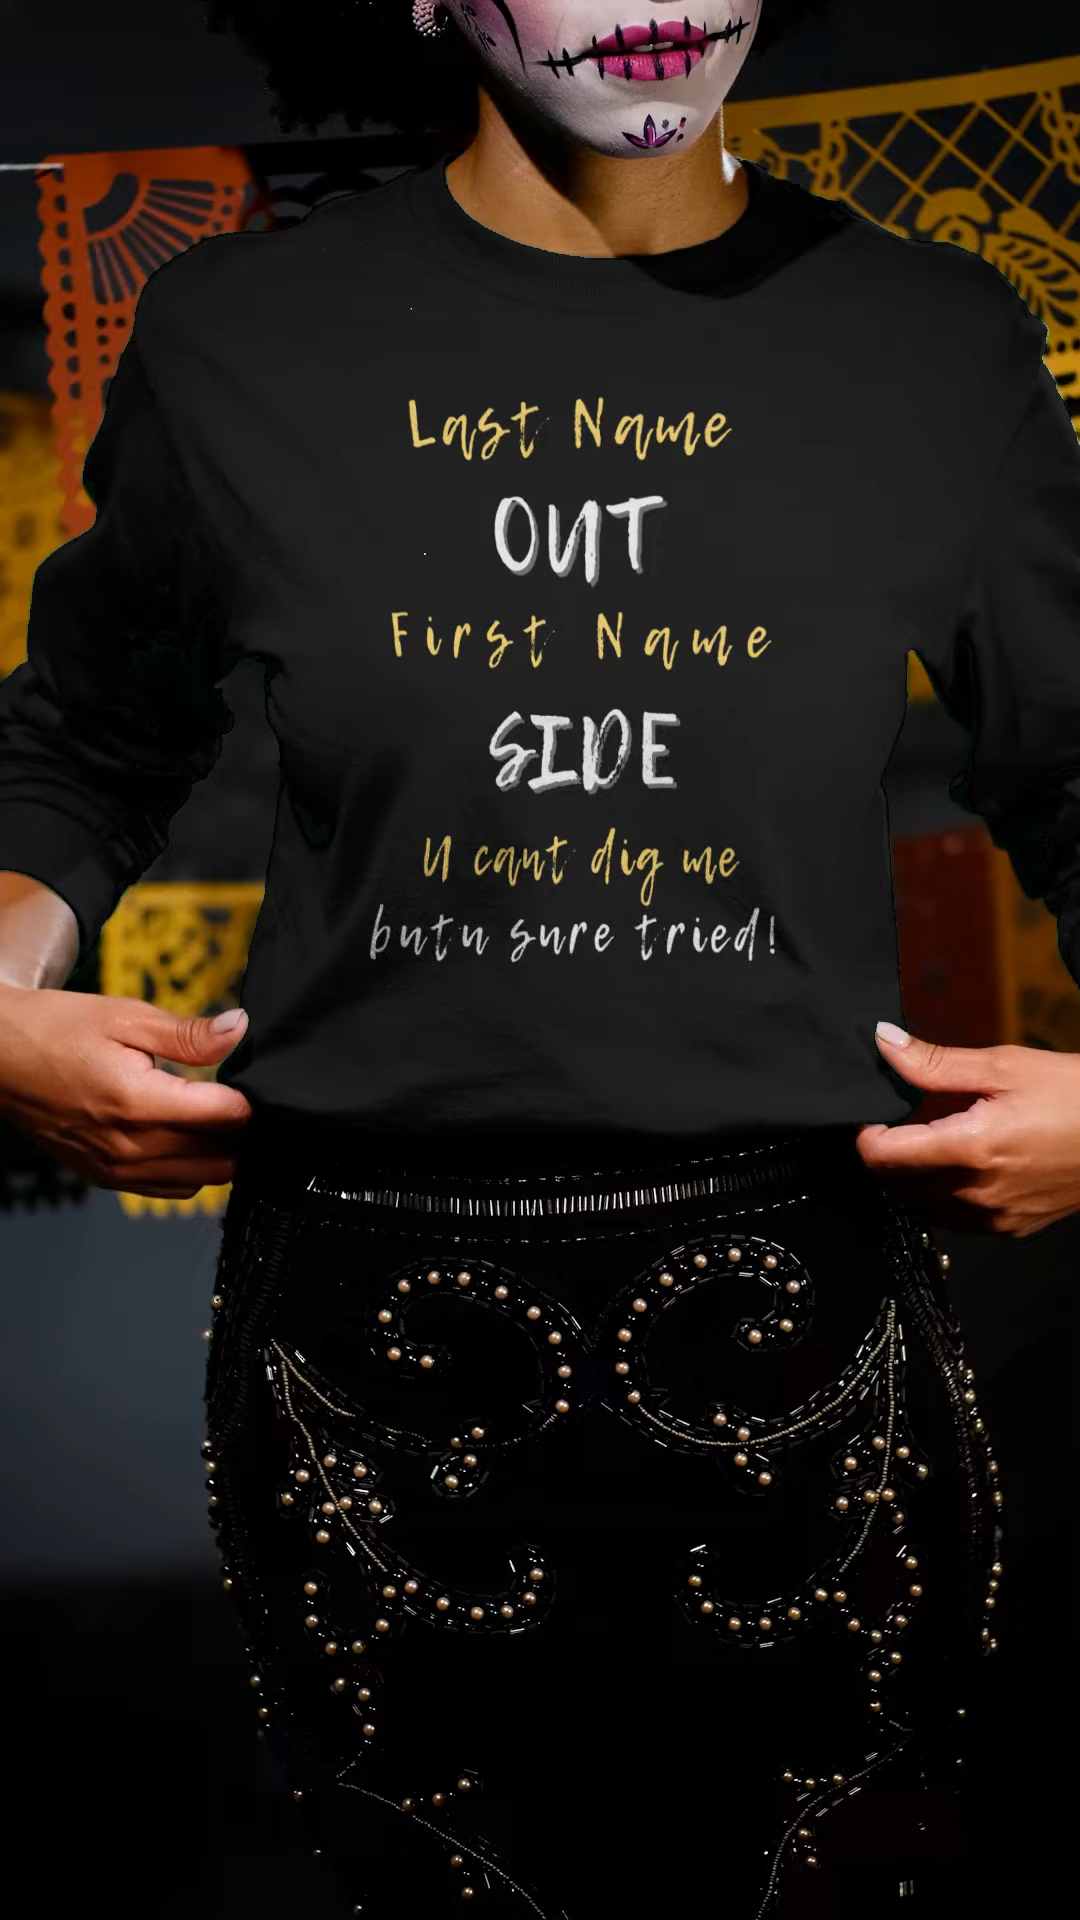 Last Name
OUT
First Name
SIDE
U cant dig me
butu sure tried!